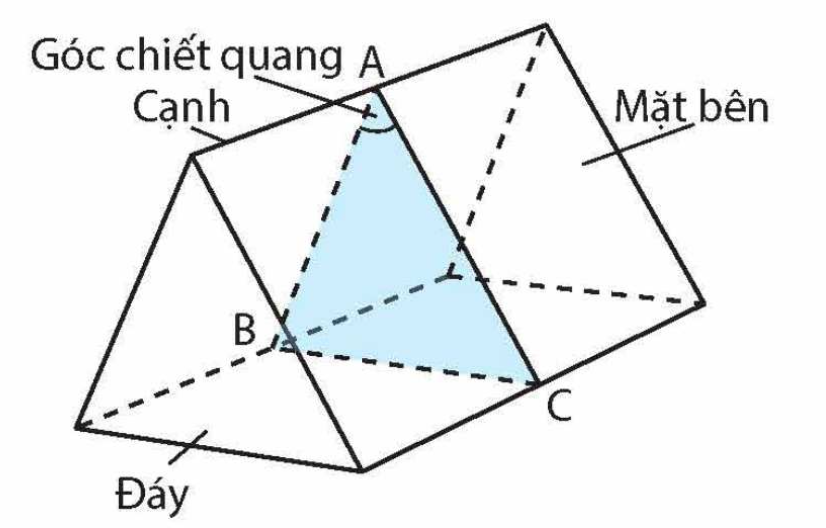 Góc chiết quang
A
Cạnh
Mặt bên
B
C
Đáy